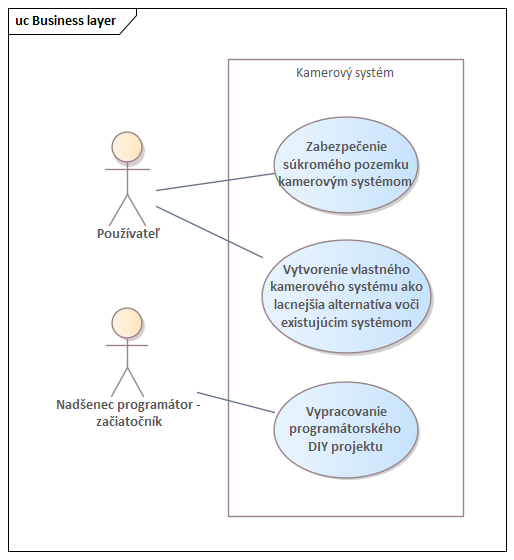 uc Business layer
Kamerový systém
Zabezpečenie
súkromého pozemku
kamerovým systémom
Používateľ
Vytvorenie vlastného
kamerového systému ako
lacnejšia alternatíva voči
existujúcim systémom
Nadšenec programátor -
začiatočník
Vypracovanie
programátorského
DIY projektu